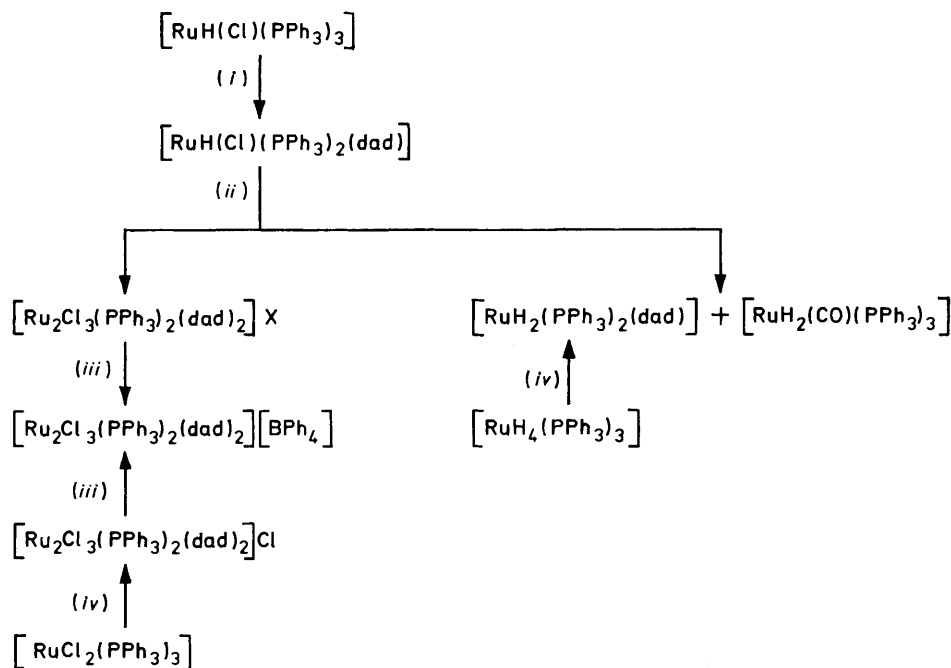 [RuH(Cl)(PPh₃)₃]
(i)
[RuH(Cl)(PPh₃)₂(dad)]
(ii)
[Ru₂Cl₃(PPh₃)₂(dad)₂]X
[RuH₂(PPh₃)₂(dad)] + [RuH₂(CO)(PPh₃)₃]
(iii)
(iv)
[Ru₂Cl₃(PPh₃)₂(dad)₂][BPh₄]
[RuH₄(PPh₃)₃]
(iii)
[Ru₂Cl₃(PPh₃)₂(dad)₂]Cl
(iv)
[RuCl₂(PPh₃)₃]